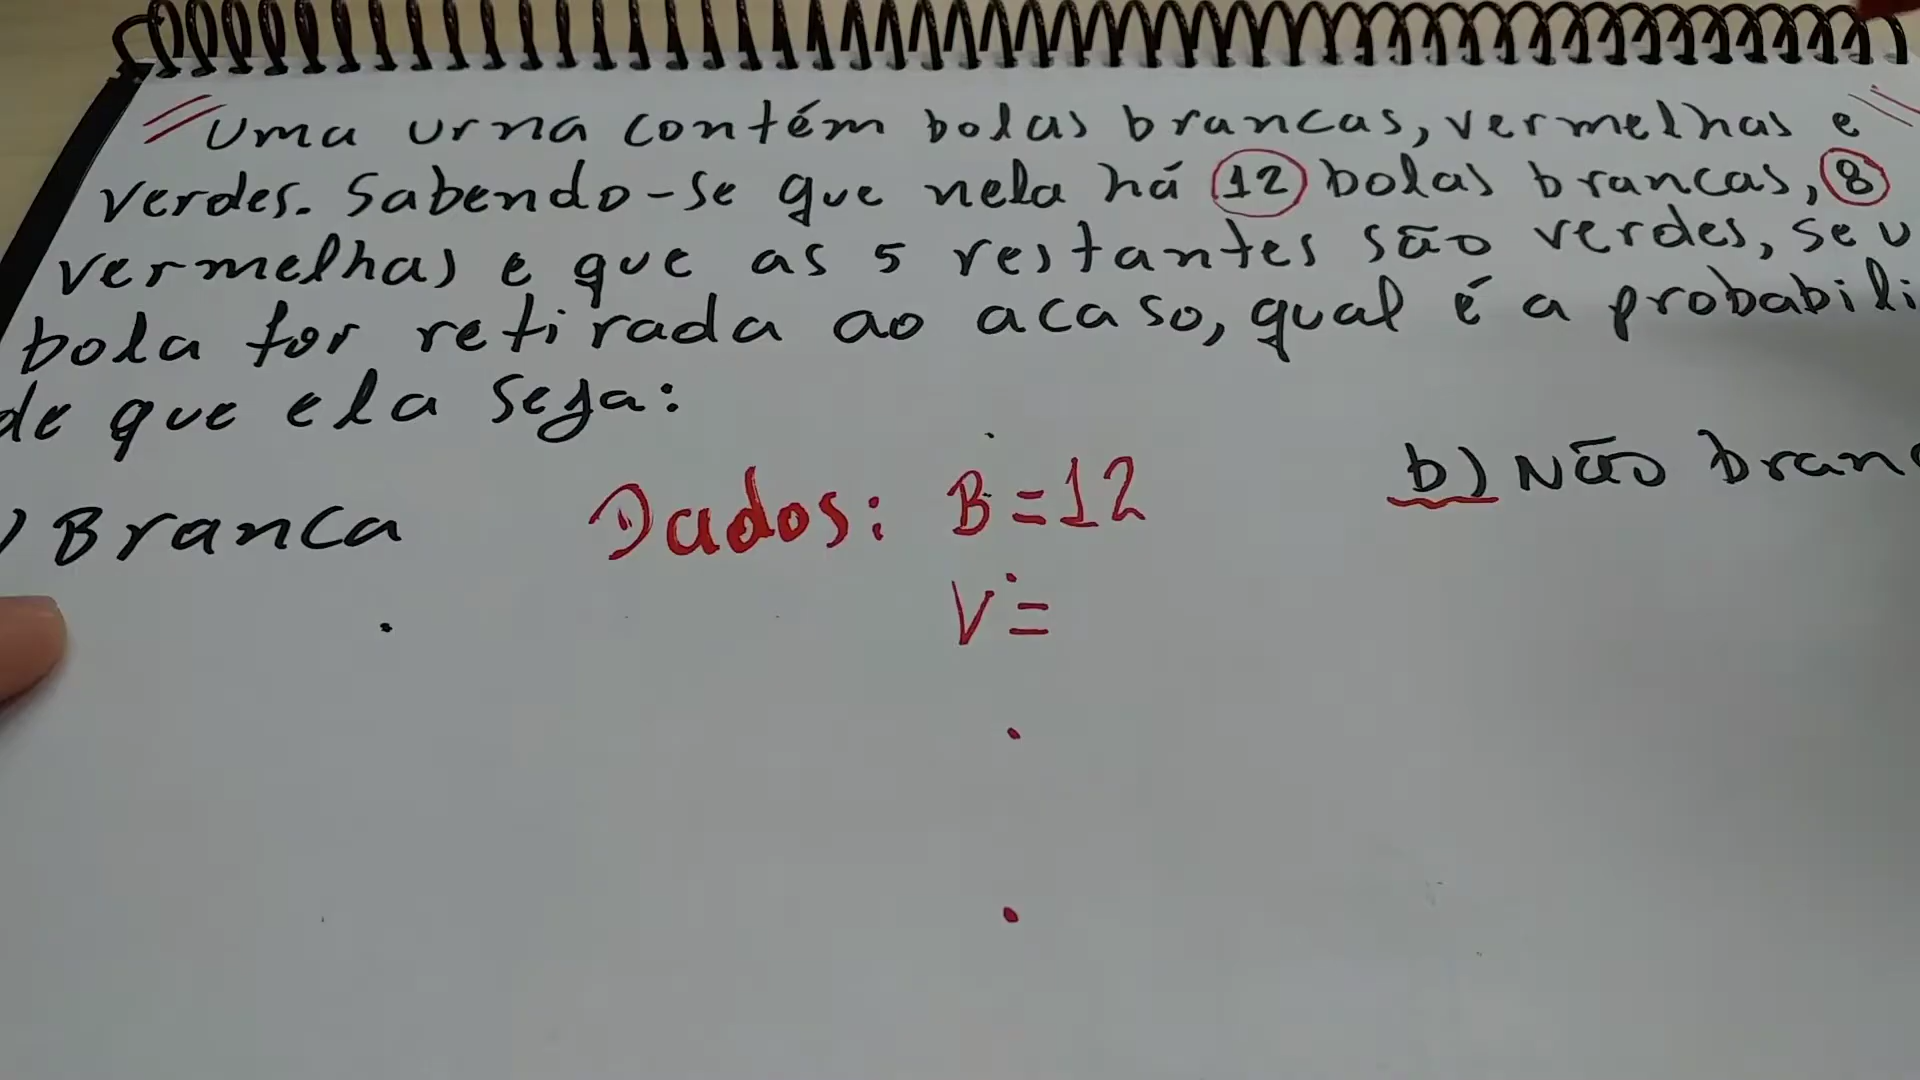 "Uma urna contém bolas brancas, vermelhas e "
verdes. Sabendo-se que nela há 12 bolas brancas, 8
vermelhas e que as 5 restantes são verdes, se u
bola for retirada ao acaso, qual é a probabili
de que ela seja:
) Branca
Dados: B=12
V=
b) Não bran